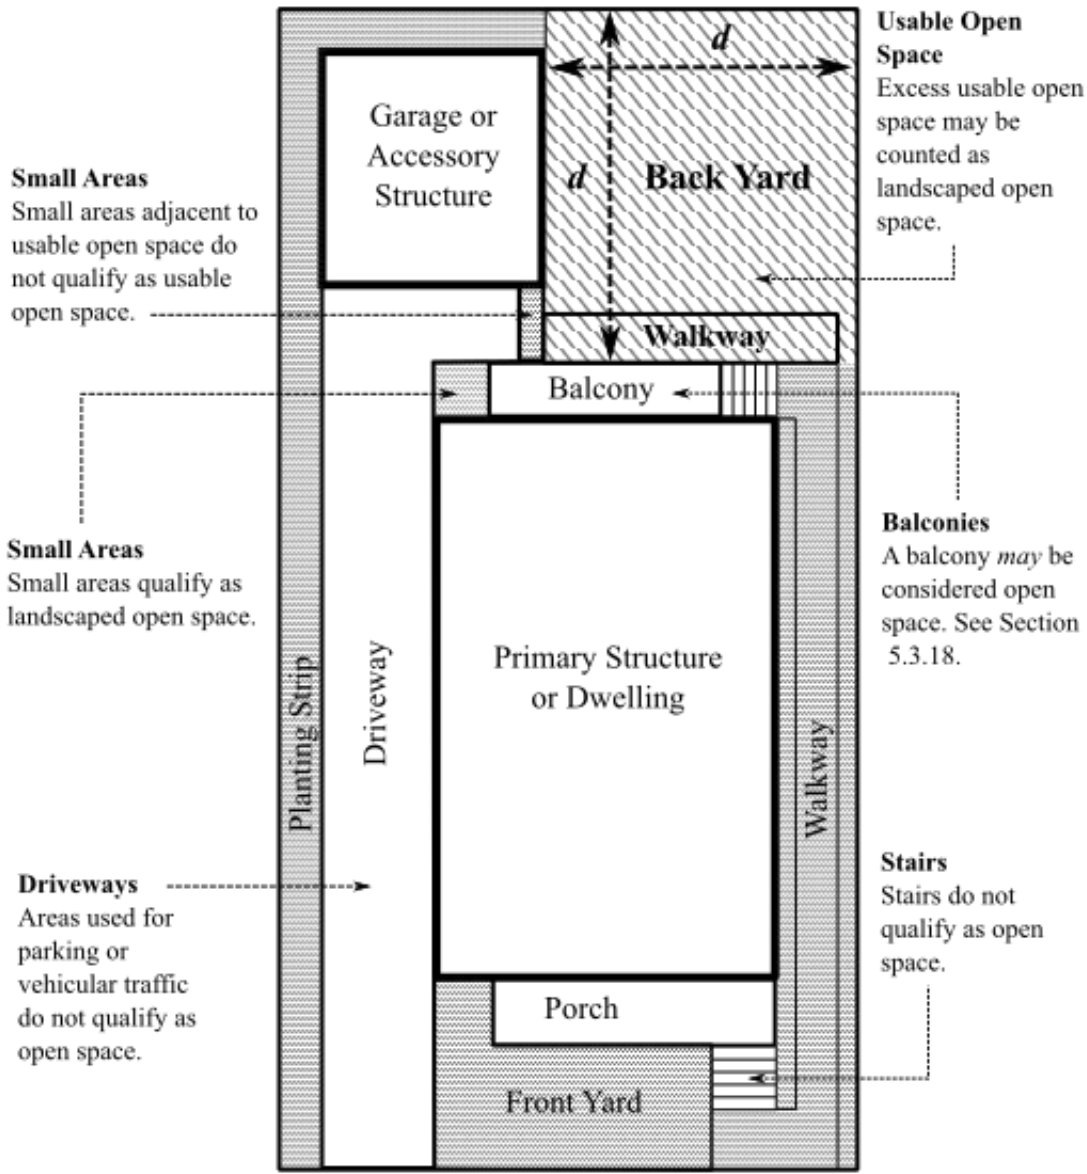 Usable Open
Space
Excess usable open
space may be
counted as
landscaped open
space.
d
d
Back Yard
Garage or
Accessory
Structure
Small Areas
Small areas adjacent to
usable open space do
not qualify as usable
open space.
Walkway
Balcony
Small Areas
Small areas qualify as
landscaped open space.
Balconies
A balcony may be
considered open
space. See Section
5.3.18.
Primary Structure
or Dwelling
Planting Strip
Driveway
Walkway
Driveways
Areas used for
parking or
vehicular traffic
do not qualify as
open space.
Stairs
Stairs do not
qualify as open
space.
Porch
Front Yard